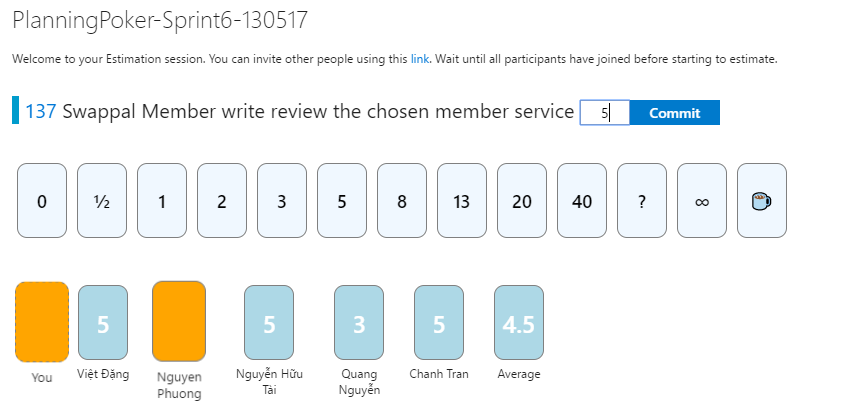 PlanningPoker-Sprint6-130517
Welcome to your Estimation session. You can invite other people using this link. Wait until all participants have joined before starting to estimate.
137 Swappal Member write review the chosen member service 5 Commit
0 ½ 1 2 3 5 8 13 20 40 ? ∞
5 5 3 5 4.5
You Việt Đặng Nguyen Phuong Nguyễn Hữu Tài Quang Nguyễn Chanh Tran Average